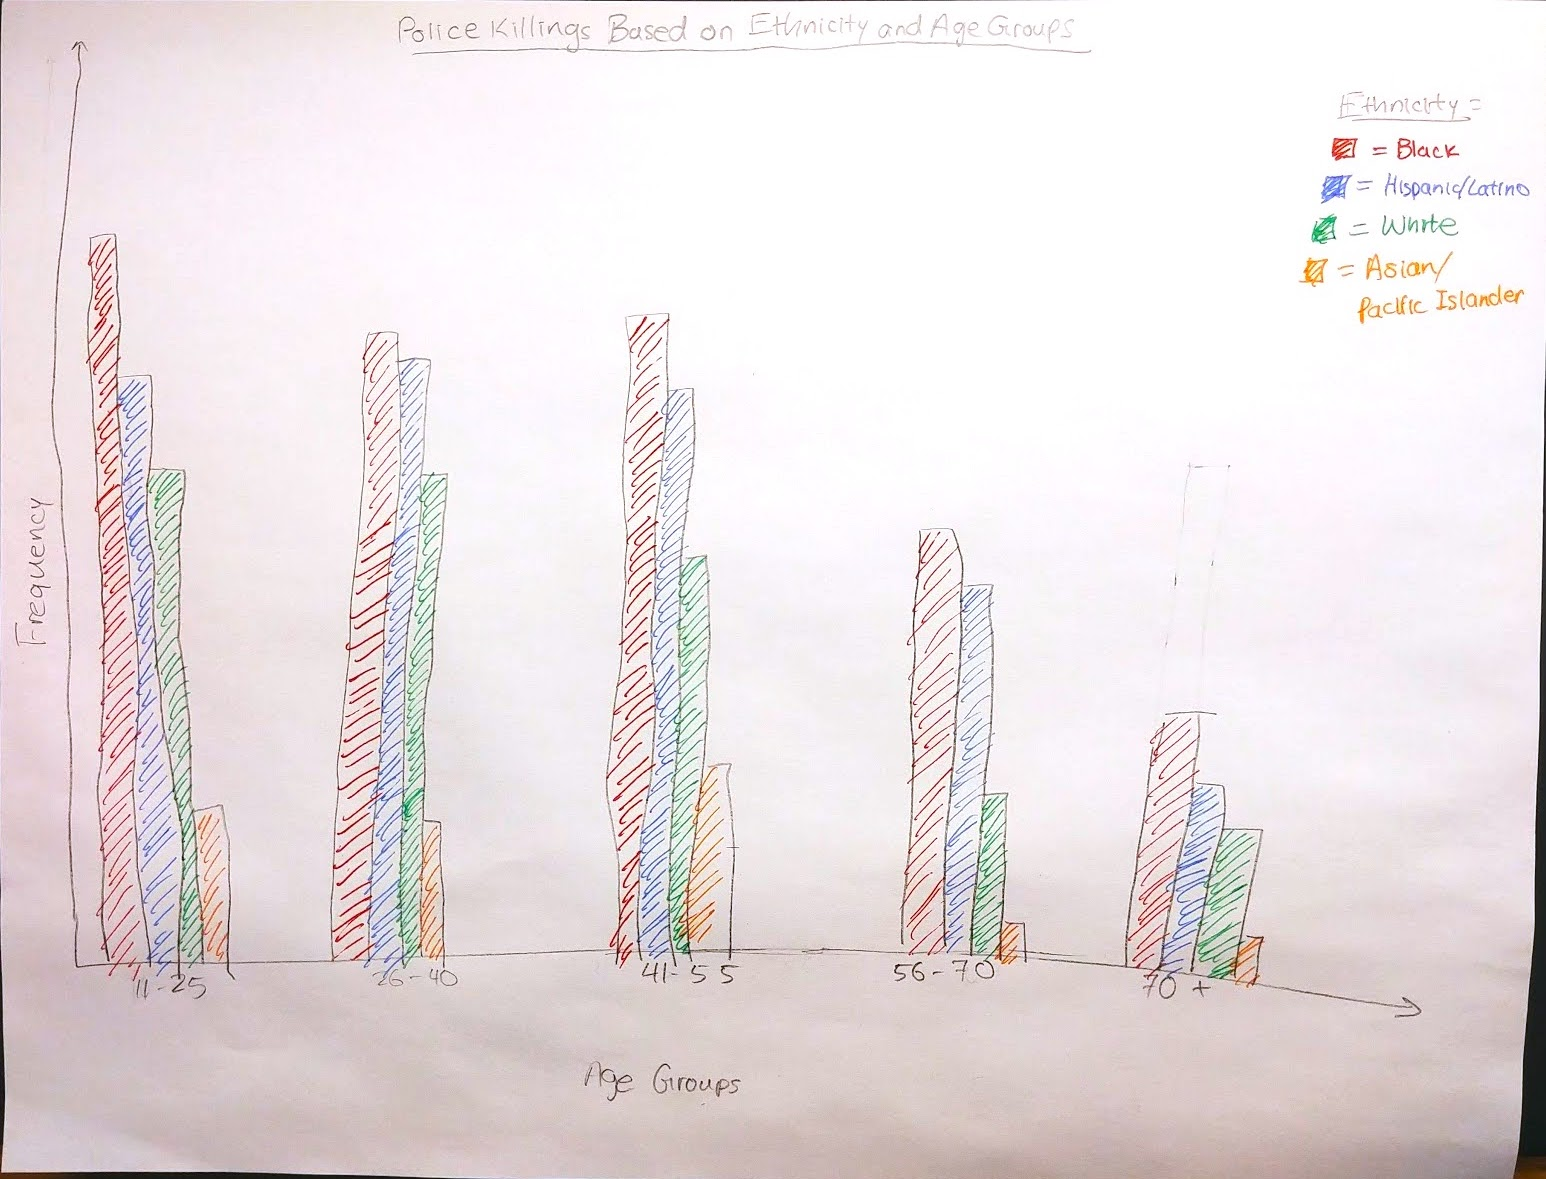 Police Killings Based on Ethnicity and Age Groups
Ethnicity =
= Black
= Hispanic/Latino
= White
= Asian/
Pacific Islander
Frequency
11-25
26-40
41-55
56-70
70+
Age Groups